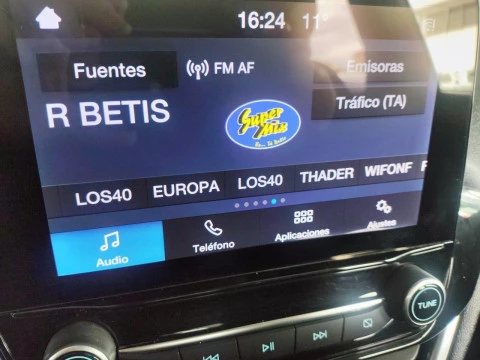 16:24 11°
Fuentes FM AF Emisoras
R BETIS Tráfico (TA)
Super
Mix
LOS40 EUROPA LOS40 THADER WIFONF F
Audio Teléfono Aplicaciones Ajustes
TUNE